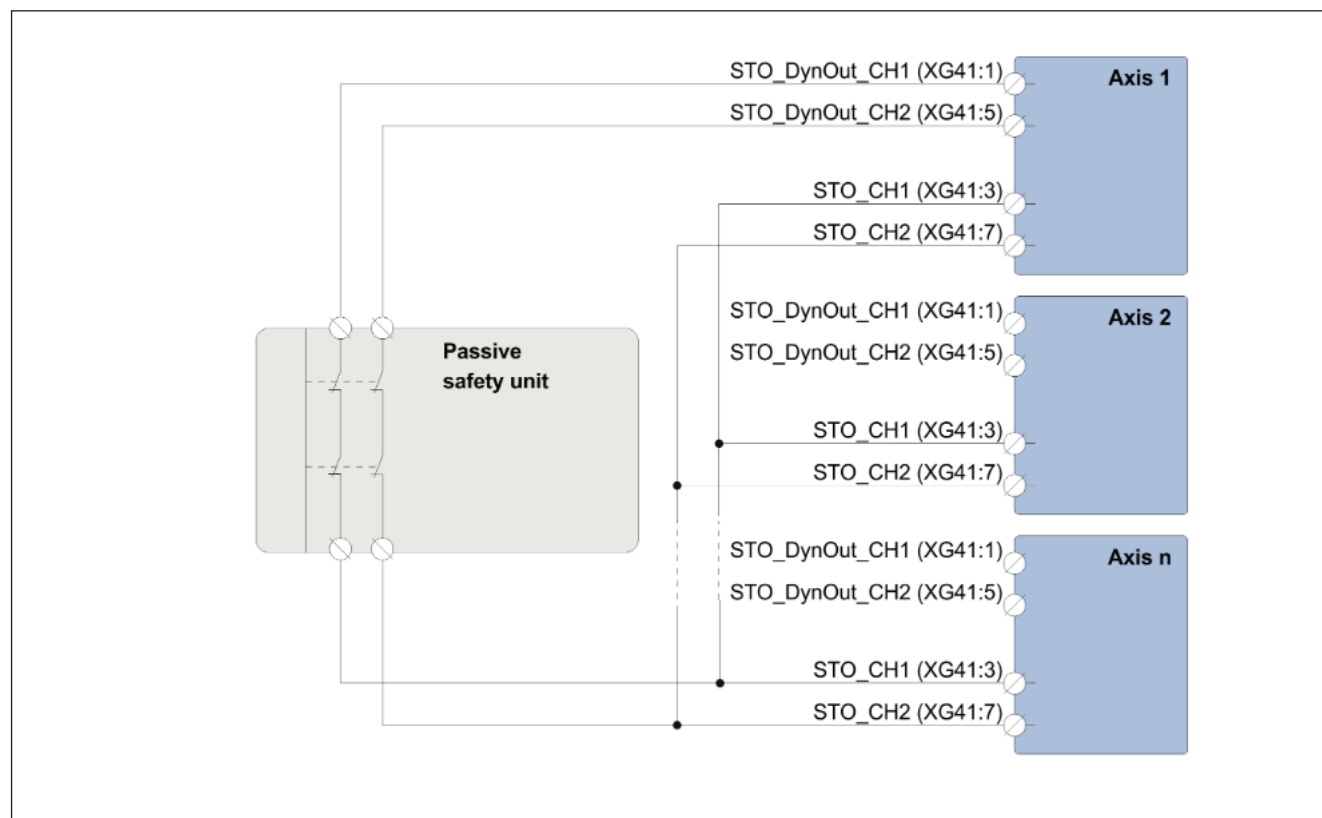 STO_DynOut_CH1 (XG41:1)
Axis 1
STO_DynOut_CH2 (XG41:5)
STO_CH1 (XG41:3)
STO_CH2 (XG41:7)
Passive
safety unit
STO_DynOut_CH1 (XG41:1)
Axis 2
STO_DynOut_CH2 (XG41:5)
STO_CH1 (XG41:3)
STO_CH2 (XG41:7)
STO_DynOut_CH1 (XG41:1)
Axis n
STO_DynOut_CH2 (XG41:5)
STO_CH1 (XG41:3)
STO_CH2 (XG41:7)